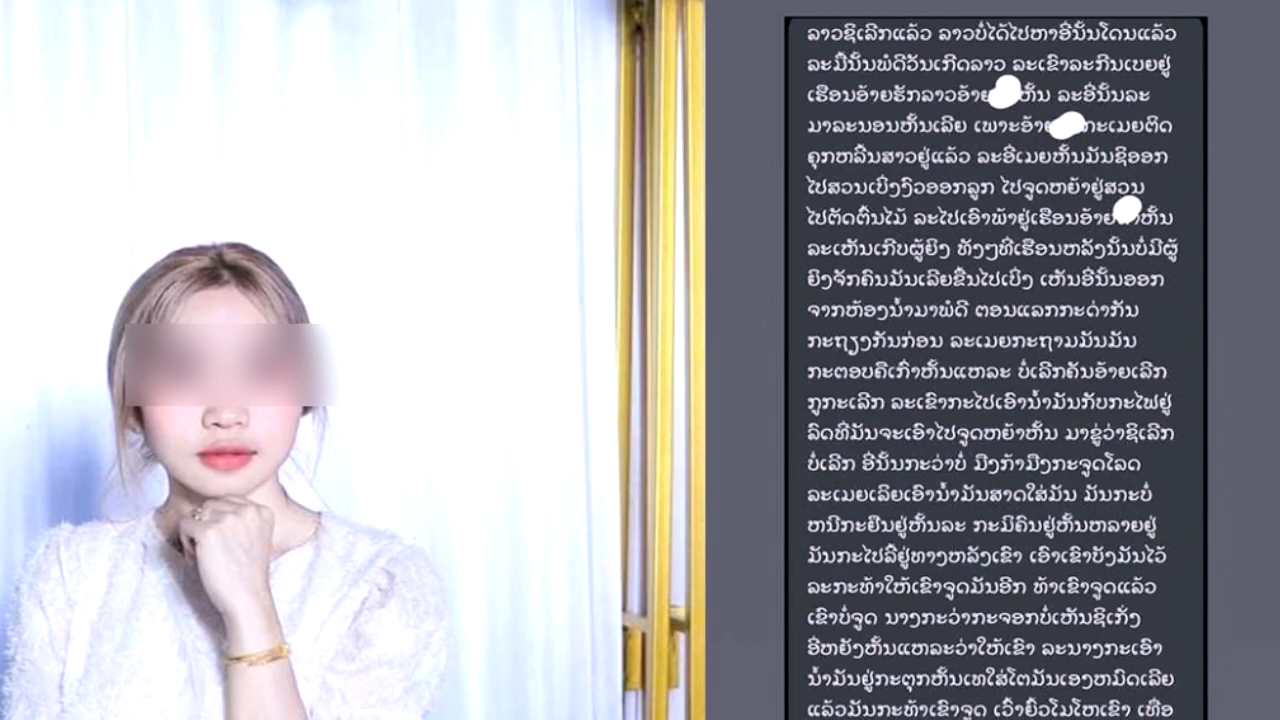 ລາວຊິເລີກແລ້ວ ລາວບໍ່ໄດ້ໄປຫາອີ່ນັ້ນໂດນແລ້ວ
ລະມື້ນັ້ນພໍດີວັນເກີດລາວ ລະເຂົາລະກິນເບຍຢູ່
ເຮືອນອ້າຍຮັກລາວອ້າຍ ຫັ້ນ ລະອີ່ນັ້ນລະ
ມາລະນອນຫັ້ນເລີຍ ເພາະອ້າຍ ກະເມຍຕິດ
ຄຸກຫລິ້ນສາວຢູ່ແລ້ວ ລະອີ່ເມຍຫັ້ນມັນຊິອອກ
ໄປສວນເບິ່ງງົວອອກລູກ ໄປຈູດຫຍ້າຢູ່ສວນ
ໄປຕັດຕົ້ນໄມ້ ລະໄປເອົາພ້າຢູ່ເຮືອນອ້າຍ ຫັ້ນ
ລະເຫັນເກີບຜູ້ຍິງ ທັງໆທີ່ເຮືອນຫລັງນັ້ນບໍ່ມີຜູ້
ຍິງຈັກຄົນມັນເລີຍຂຶ້ນໄປເບິ່ງ ເຫັນອີ່ນັ້ນອອກ
ຈາກຫ້ອງນ້ຳມາພໍດີ ຕອນແລກກະດ່າກັນ
ກະຖຽງກັນກ່ອນ ລະເມຍກະຖາມມັນມັນ
ກະຕອບຄືເກົ່າຫັ້ນແຫລະ ບໍ່ເລີກຄັນອ້າຍເລີກ
ກູກະເລີກ ລະເຂົາກະໄປເອົານ້ຳມັນກັບກະໄຟຢູ່
ລົດທີ່ມັນຈະເອົາໄປຈູດຫຍ້າຫັ້ນ ມາຂູ່ວ່າຊິເລີກ
ບໍ່ເລີກ ອີ່ນັ້ນກະວ່າບໍ່ ມຶງກ້າມຶງກະຈູດໂລດ
ລະເມຍເລີຍເອົານ້ຳມັນສາດໃສ່ມັນ ມັນກະບໍ່
ຫນີກະຢືນຢູ່ຫັ້ນລະ ກະມີຄົນຢູ່ຫັ້ນຫລາຍຢູ່
ມັນກະໄປລີ້ຢູ່ທາງຫລັງເຂົາ ເອົາເຂົາບັງມັນໄວ້
ລະກະທ້າໃຫ້ເຂົາຈູດມັນອີກ ທ້າເຂົາຈູດແລ້ວ
ເຂົາບໍ່ຈູດ ນາງກະວ່າກະຈອກບໍ່ເຫັນຊິເກັ່ງ
ອີ່ຫຍັງຫັ້ນແຫລະວ່າໃຫ້ເຂົາ ລະນາງກະເອົາ
ນ້ຳມັນຢູ່ກະຕຸກຫັ້ນເທໃສ່ໂຕມັນເອງຫມົດເລີຍ
ແລ້ວມັນກະທ້າເຂົາຈູດ ເວົ້າຍົ້ວໂມໂຫເຂົາ ເທື່ອ